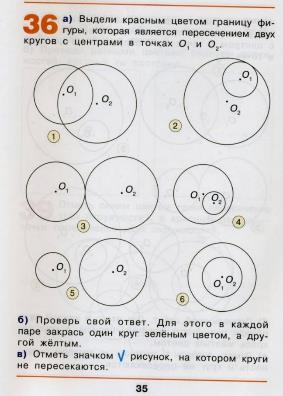 36 а) Выдели красным цветом границу фи-
гуры, которая является пересечением двух
кругов с центрами в точках O₁ и O₂.
O₁
O₂
1
O₁
O₂
2
O₁
O₂
3
O₁
O₂
4
O₁
O₂
5
O₁
O₂
6
б) Проверь свой ответ. Для этого в каждой
паре закрась один круг зелёным цветом, а дру-
гой жёлтым.
в) Отметь значком √ рисунок, на котором круги
не пересекаются.
35